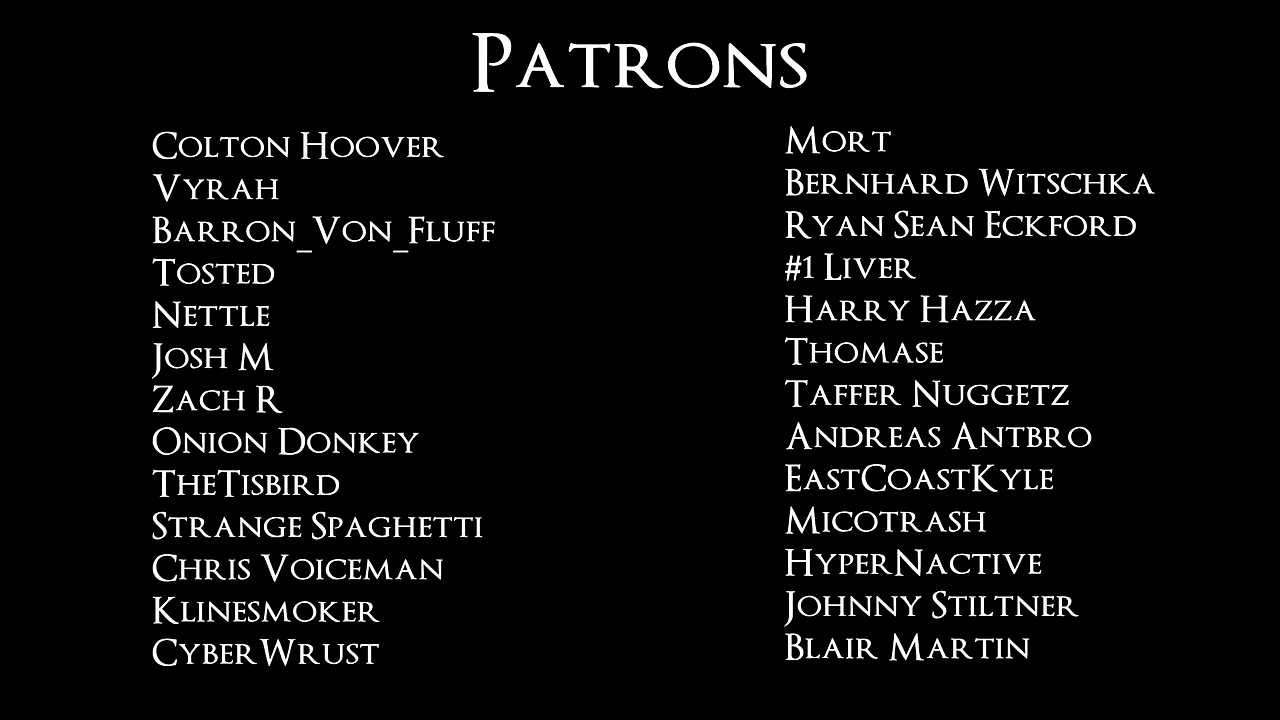 Patrons
Colton Hoover
Vyrah
Barron_Von_Fluff
Tosted
Nettle
Josh M
Zach R
Onion Donkey
TheTisbird
Strange Spaghetti
Chris Voiceman
Klinesmoker
CyberWrust
Mort
Bernhard Witschka
Ryan Sean Eckford
#1 Liver
Harry Hazza
Thomase
Taffer Nuggetz
Andreas Antbro
EastCoastKyle
Micotrash
HyperNactive
Johnny Stiltner
Blair Martin